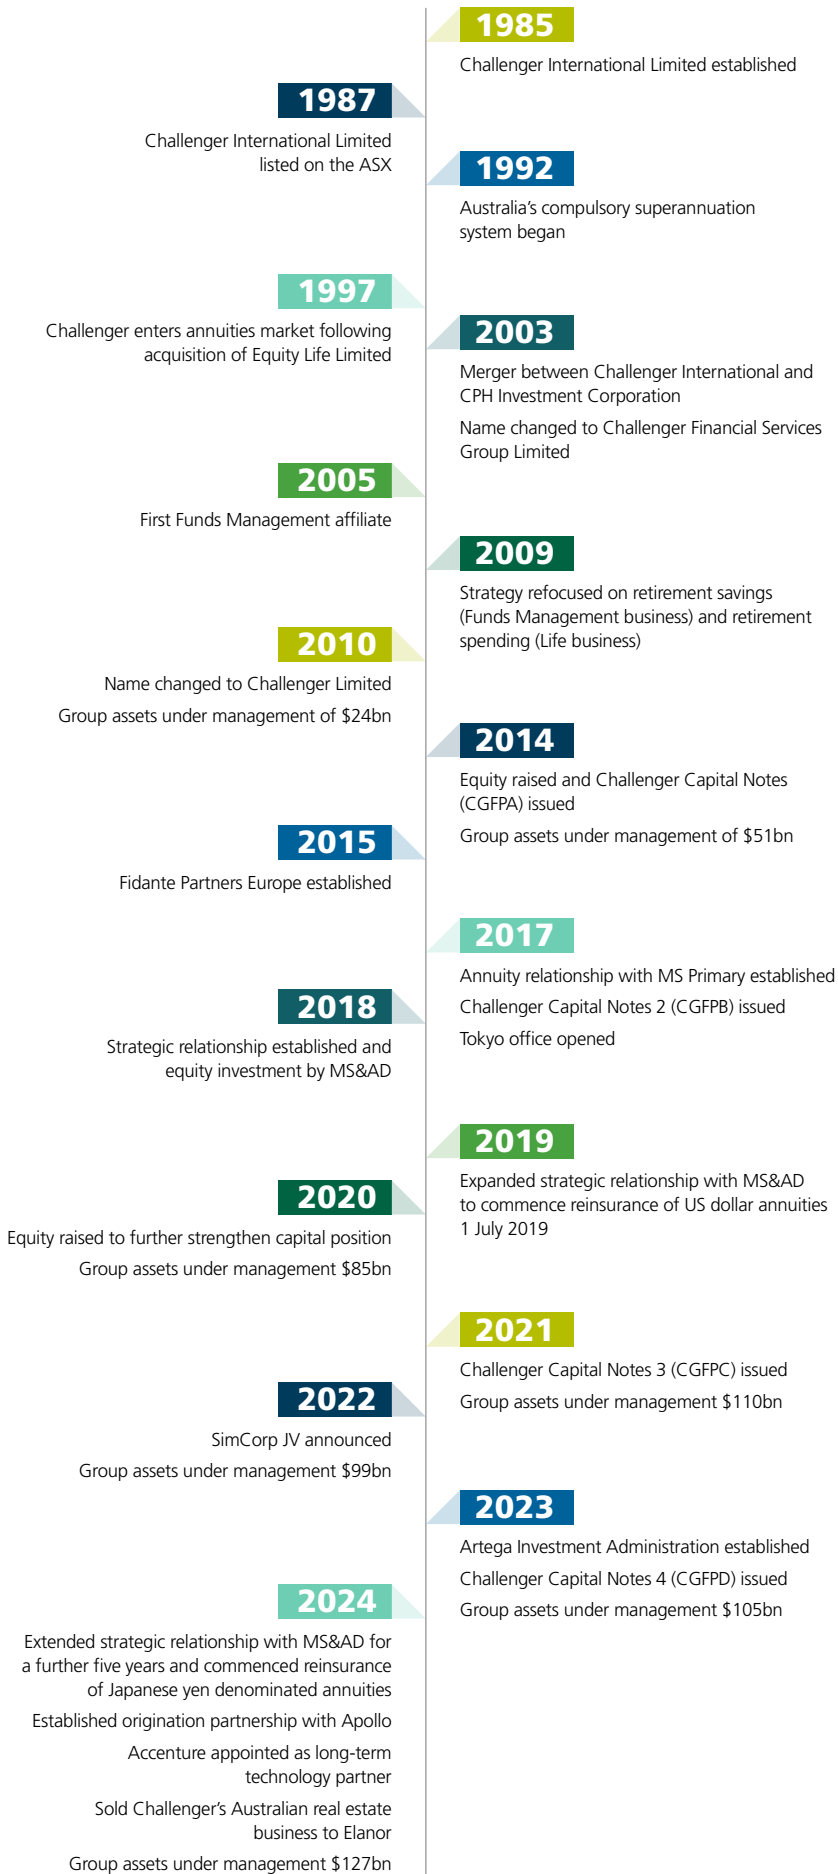 1985
Challenger International Limited established
1987
Challenger International Limited
listed on the ASX
1992
Australia’s compulsory superannuation
system began
1997
Challenger enters annuities market following
acquisition of Equity Life Limited
2003
Merger between Challenger International and
CPH Investment Corporation
Name changed to Challenger Financial Services
Group Limited
2005
First Funds Management affiliate
2009
Strategy refocused on retirement savings
(Funds Management business) and retirement
spending (Life business)
2010
Name changed to Challenger Limited
Group assets under management of $24bn
2014
Equity raised and Challenger Capital Notes
(CGFPA) issued
Group assets under management of $51bn
2015
Fidante Partners Europe established
2017
Annuity relationship with MS Primary established
Challenger Capital Notes 2 (CGFPB) issued
Tokyo office opened
2018
Strategic relationship established and
equity investment by MS&AD
2019
Expanded strategic relationship with MS&AD
to commence reinsurance of US dollar annuities
1 July 2019
2020
Equity raised to further strengthen capital position
Group assets under management $85bn
2021
Challenger Capital Notes 3 (CGFPC) issued
Group assets under management $110bn
2022
SimCorp JV announced
Group assets under management $99bn
2023
Artega Investment Administration established
Challenger Capital Notes 4 (CGFPD) issued
Group assets under management $105bn
2024
Extended strategic relationship with MS&AD for
a further five years and commenced reinsurance
of Japanese yen denominated annuities
Established origination partnership with Apollo
Accenture appointed as long-term
technology partner
Sold Challenger’s Australian real estate
business to Elanor
Group assets under management $127bn